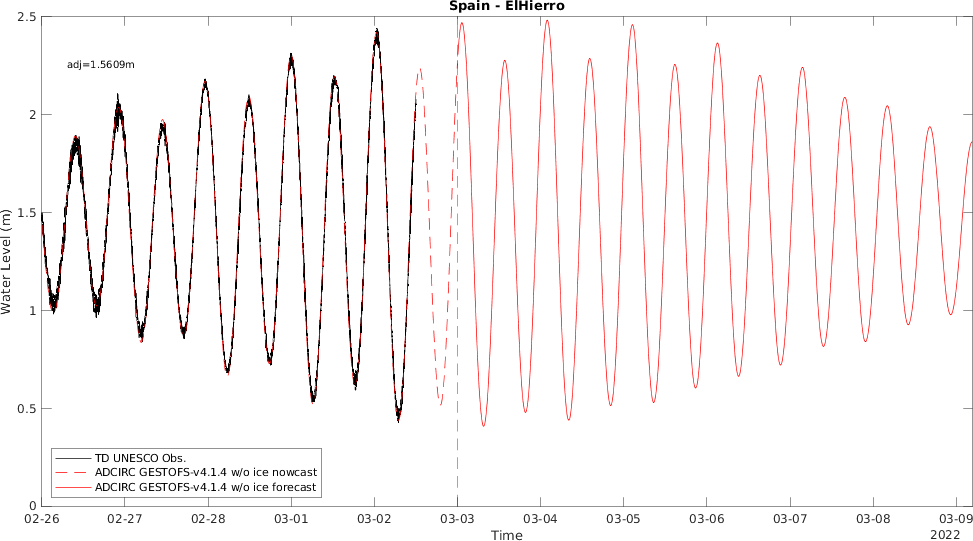 Spain - ElHierro
adj=1.5609m
Water Level (m)
2.5
2
1.5
1
0.5
0
TD UNESCO Obs.
ADCIRC GESTOFS-v4.1.4 w/o ice nowcast
ADCIRC GESTOFS-v4.1.4 w/o ice forecast
02-26 02-27 02-28 03-01 03-02 03-03 03-04 03-05 03-06 03-07 03-08 03-09
Time
2022